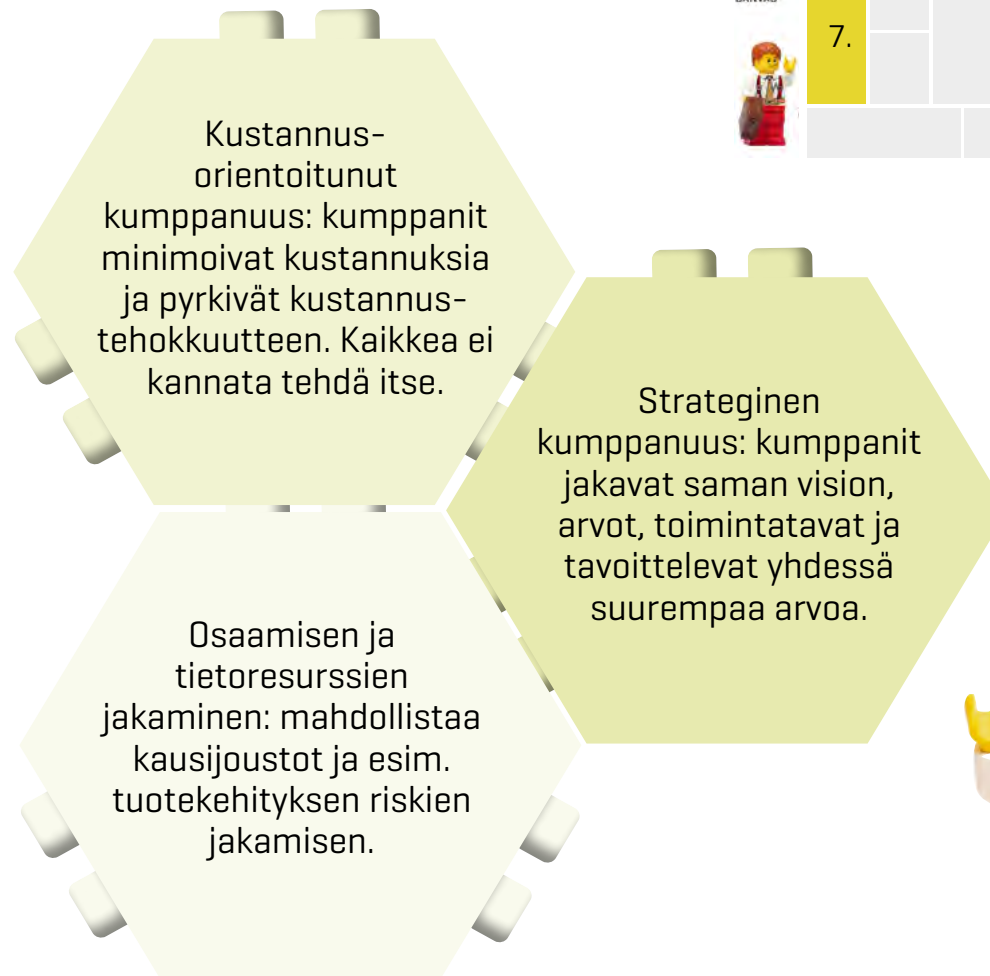 7.
Kustannus-
orientoitunut
kumppanuus: kumppanit
minimoivat kustannuksia
ja pyrkivät kustannus-
tehokkuutteen. Kaikkea ei
kannata tehdä itse.
Strateginen
kumppanuus: kumppanit
jakavat saman vision,
arvot, toimintatavat ja
tavoittelevat yhdessä
suurempaa arvoa.
Osaamisen ja
tietoresurssien
jakaminen: mahdollistaa
kausijoustot ja esim.
tuotekehityksen riskien
jakamisen.